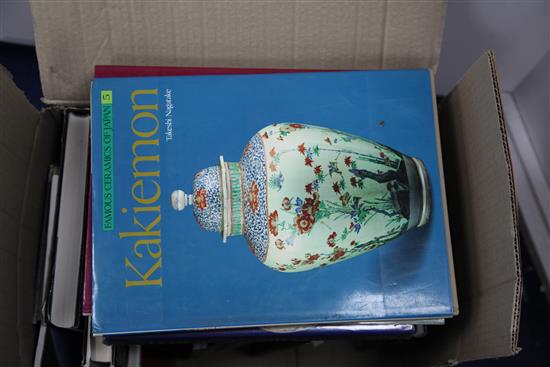 FAMOUS CERAMICS OF JAPAN 5
Kakiemon
Takeshi Nagatake